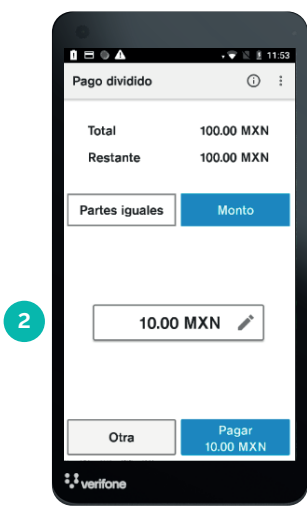 11:53
Pago dividido
Total 100.00 MXN
Restante 100.00 MXN
Partes iguales Monto
2
10.00 MXN
Otra Pagar
10.00 MXN
verifone